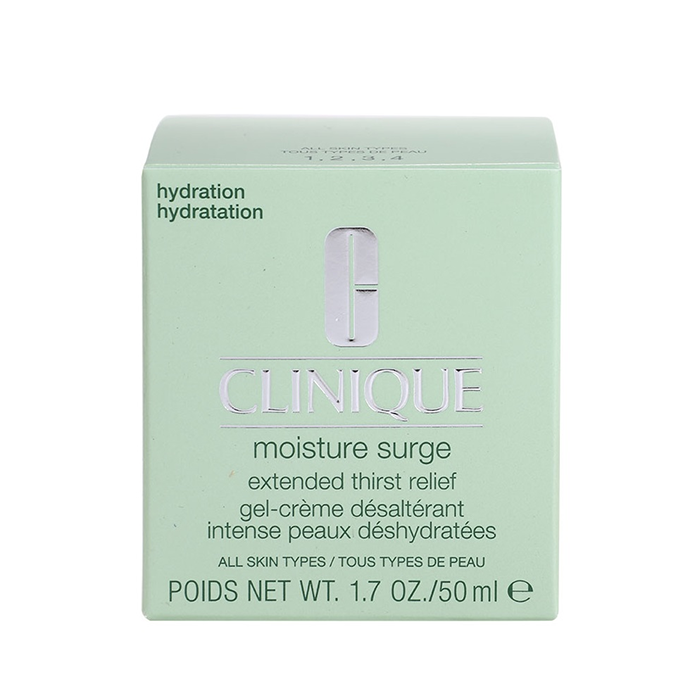 ALL SKIN TYPES
TOUS TYPES DE PEAU
1,2,3,4
hydration
hydratation
CLINIQUE
moisture surge
extended thirst relief
gel-crème désaltérant
intense peaux déshydratées
ALL SKIN TYPES / TOUS TYPES DE PEAU
POIDS NET WT. 1.7 OZ./50 ml ℮